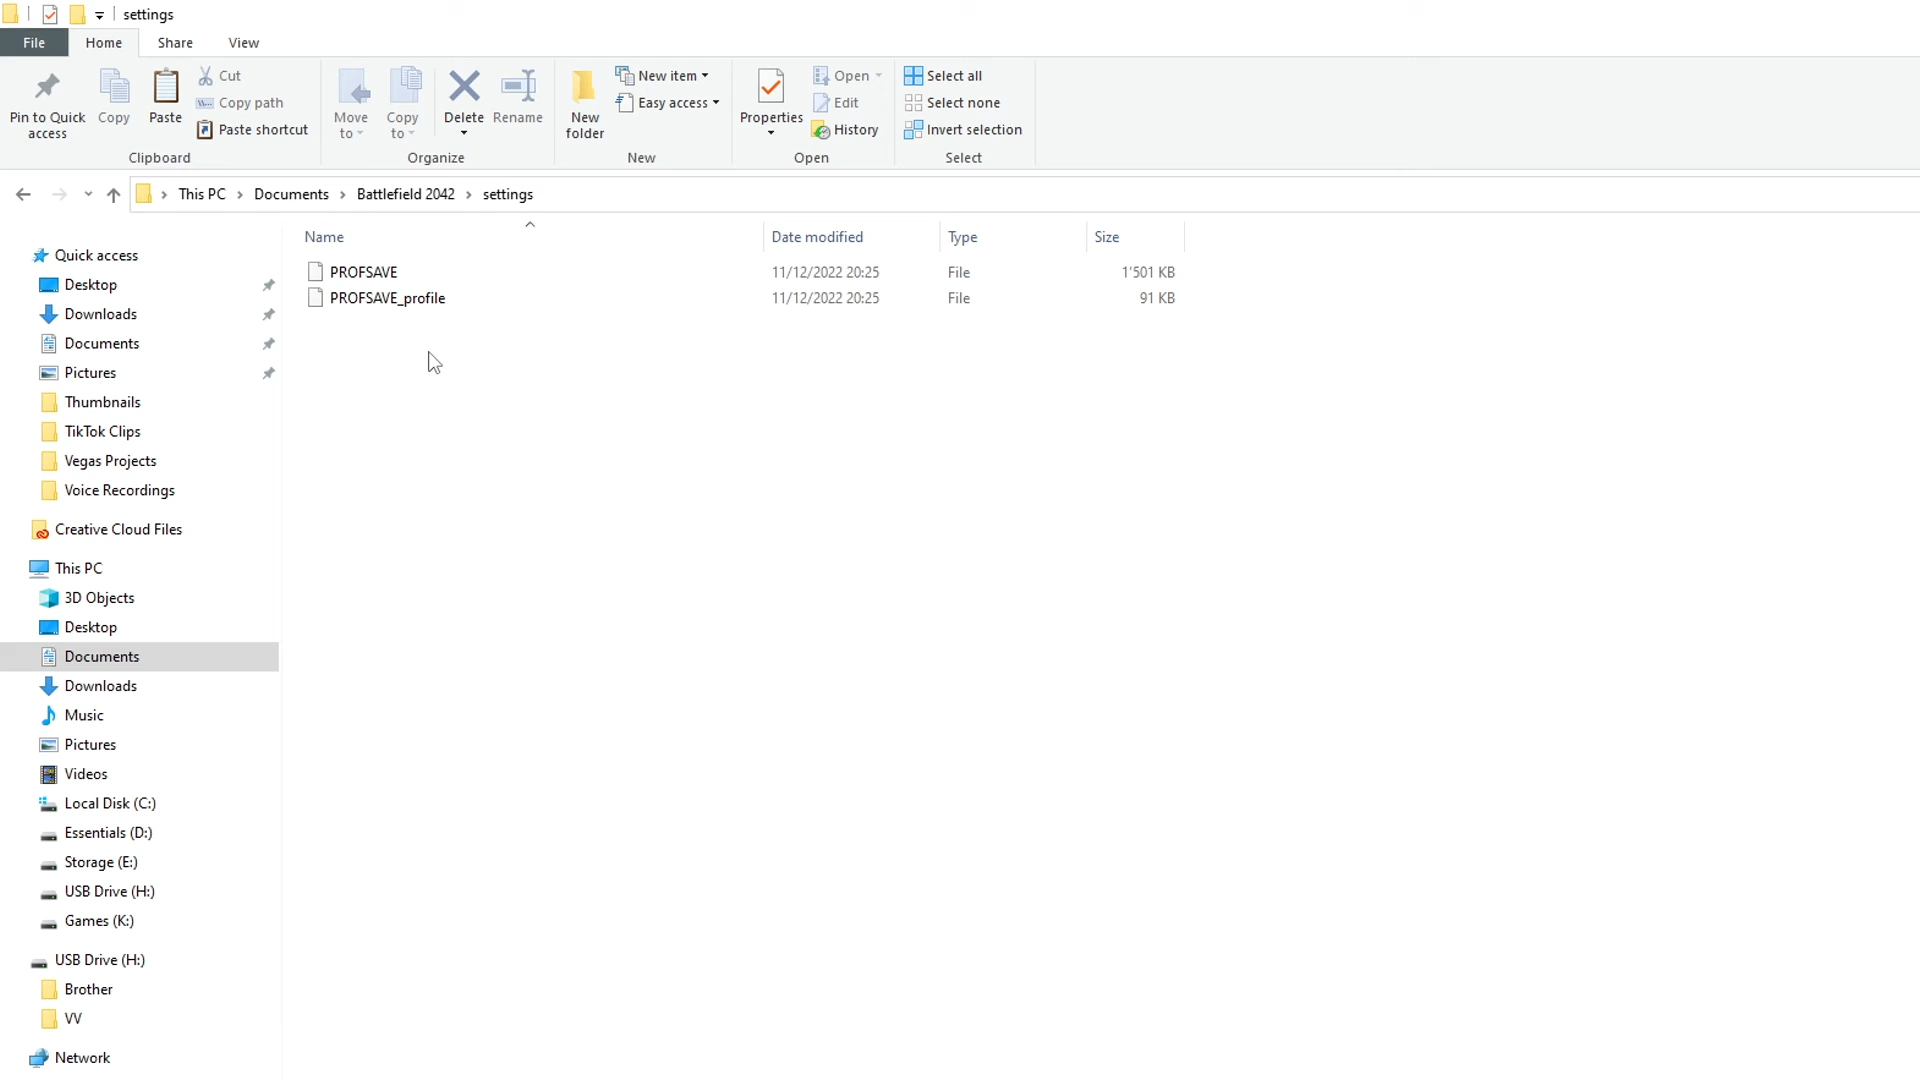 settings
File Home Share View
Pin to Quick access
Copy
Paste
Cut
Copy path
Paste shortcut
Clipboard
Move to
Copy to
Delete
Rename
Organize
New folder
New item
Easy access
New
Properties
Open
Edit
History
Open
Select all
Select none
Invert selection
Select
This PC › Documents › Battlefield 2042 › settings
Name Date modified Type Size
PROFSAVE 11/12/2022 20:25 File 1'501 KB
PROFSAVE_profile 11/12/2022 20:25 File 91 KB
Quick access
Desktop
Downloads
Documents
Pictures
Thumbnails
TikTok Clips
Vegas Projects
Voice Recordings
Creative Cloud Files
This PC
3D Objects
Desktop
Documents
Downloads
Music
Pictures
Videos
Local Disk (C:)
Essentials (D:)
Storage (E:)
USB Drive (H:)
Games (K:)
USB Drive (H:)
Brother
VV
Network